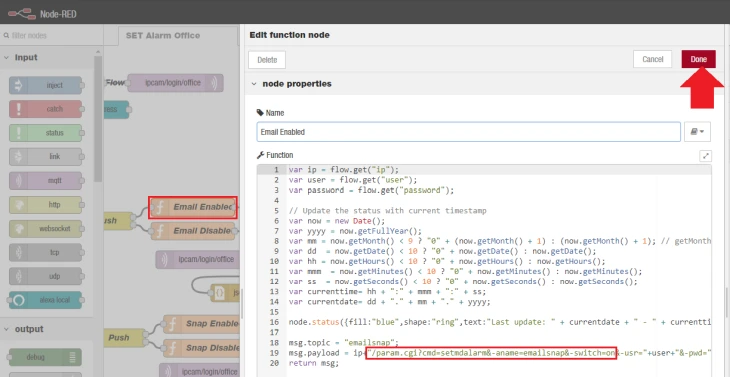 Node-RED
filter nodes
SET Alarm Office
Edit function node
Delete
Cancel
Done
input
inject
catch
status
link
mqtt
http
websocket
tcp
udp
alexa local
output
debug
Flow
ipcam/login/office
Push
Email Enabled
Email Disable
ipcam/login/office
Push
Snap Enable
Snap Disable
node properties
Name
Email Enabled
Function
1 var ip = flow.get("ip");
2 var user = flow.get("user");
3 var password = flow.get("password");
4
5 // Update the status with current timestamp
6 var now = new Date();
7 var yyyy = now.getFullYear();
8 var mm = now.getMonth() < 9 ? "0" + (now.getMonth() + 1) : (now.getMonth() + 1); // getMonth
9 var dd  = now.getDate() < 10 ? "0" + now.getDate() : now.getDate();
10 var hh = now.getHours() < 10 ? "0" + now.getHours() : now.getHours();
11 var mmm  = now.getMinutes() < 10 ? "0" + now.getMinutes() : now.getMinutes();
12 var ss  = now.getSeconds() < 10 ? "0" + now.getSeconds() : now.getSeconds();
13 var currenttime= hh + ":" + mmm + ":" + ss;
14 var currentdate= dd + "." + mm + "." + yyyy;
15
16 node.status({fill:"blue",shape:"ring",text:"Last update: " + currentdate + " - " + currentti
17
18 msg.topic = "emailsnap";
19 msg.payload = ip+"/param.cgi?cmd=setmdalarm&-aname=emailsnap&-switch=on&-usr="+user+"&-pwd="
20 return msg;